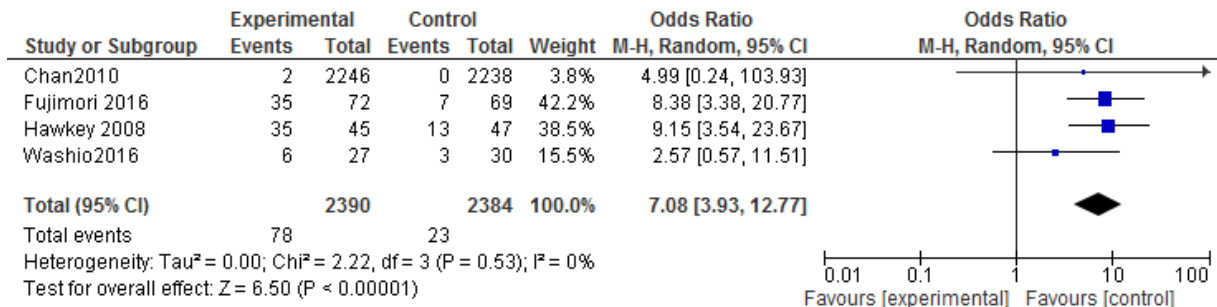 Experimental Control Odds Ratio Odds Ratio
Study or Subgroup Events Total Events Total Weight M-H, Random, 95% CI M-H, Random, 95% CI
Chan2010 2 2246 0 2238 3.8% 4.99 [0.24, 103.93]
Fujimori 2016 35 72 7 69 42.2% 8.38 [3.38, 20.77]
Hawkey 2008 35 45 13 47 38.5% 9.15 [3.54, 23.67]
Washio2016 6 27 3 30 15.5% 2.57 [0.57, 11.51]
Total (95% CI) 2390 2384 100.0% 7.08 [3.93, 12.77]
Total events 78 23
Heterogeneity: Tau² = 0.00; Chi² = 2.22, df = 3 (P = 0.53); I² = 0%
Test for overall effect: Z = 6.50 (P < 0.00001)
0.01 0.1 1 10 100
Favours [experimental] Favours [control]